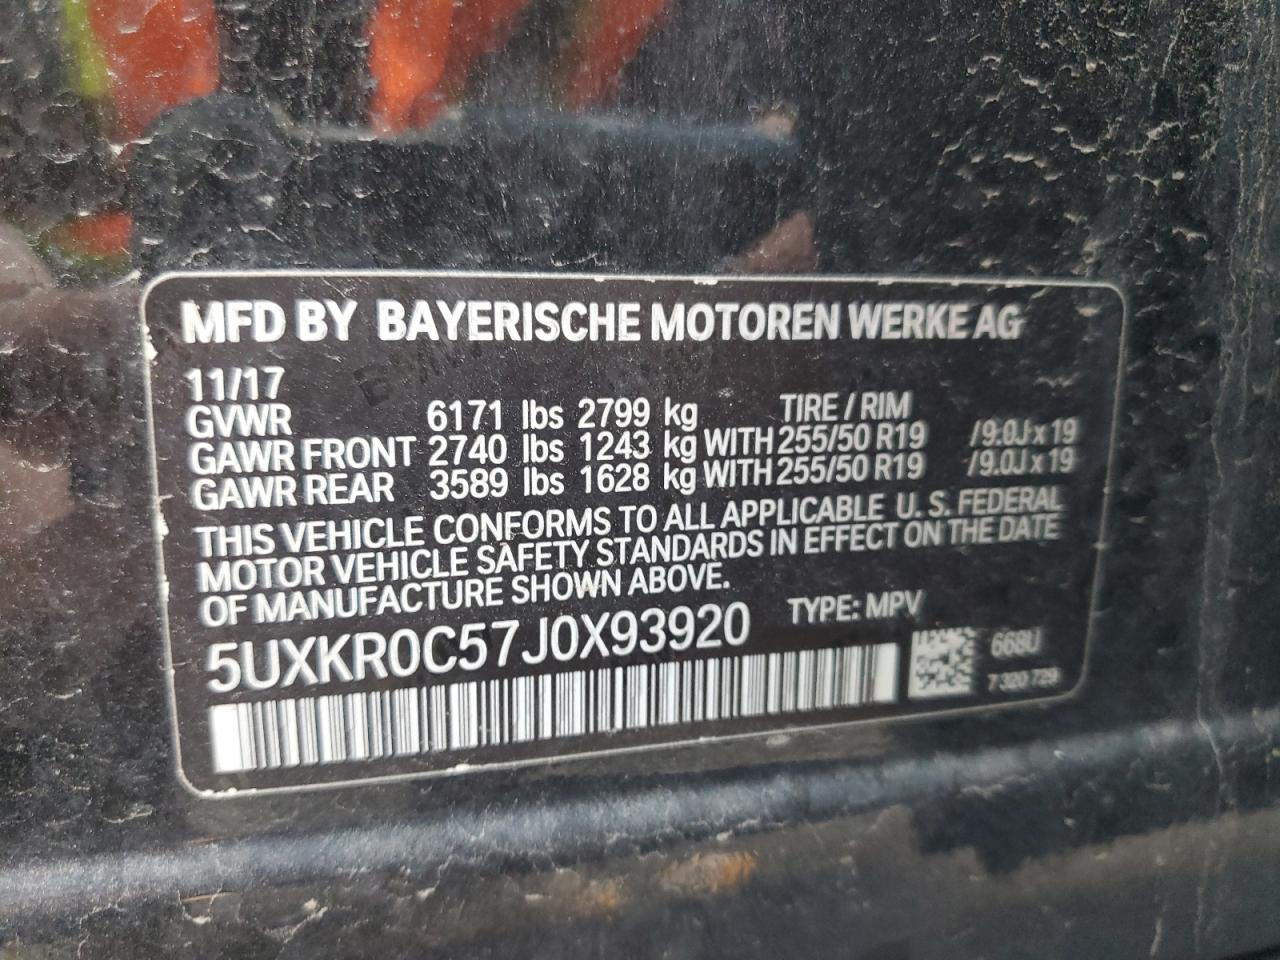 MFD BY BAYERISCHE MOTOREN WERKE AG
11/17
GVWR 6171 lbs 2799 kg TIRE / RIM
GAWR FRONT 2740 lbs 1243 kg WITH 255/50 R19 /9.0J x 19
GAWR REAR 3589 lbs 1628 kg WITH 255/50 R19 /9.0J x 19
THIS VEHICLE CONFORMS TO ALL APPLICABLE U. S. FEDERAL
MOTOR VEHICLE SAFETY STANDARDS IN EFFECT ON THE DATE
OF MANUFACTURE SHOWN ABOVE.
5UXKR0C57J0X93920 TYPE: MPV
668U
7 320 729